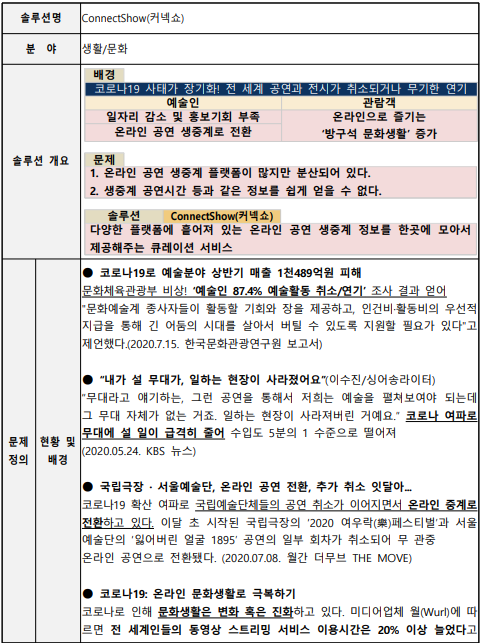 솔루션명 ConnectShow(커넥쇼)
분 야 생활/문화
솔루션 개요
배경
코로나19 사태가 장기화! 전 세계 공연과 전시가 취소되거나 무기한 연기
예술인 관람객
일자리 감소 및 홍보기회 부족
온라인 공연 생중계로 전환
온라인으로 즐기는
‘방구석 문화생활’ 증가
문제
1. 온라인 공연 생중계 플랫폼이 많지만 분산되어 있다.
2. 생중계 공연시간 등과 같은 정보를 쉽게 얻을 수 없다.
솔루션 ConnectShow(커넥쇼)
다양한 플랫폼에 흩어져 있는 온라인 공연 생중계 정보를 한곳에 모아서
제공해주는 큐레이션 서비스
문제
정의
현황 및
배경
● 코로나19로 예술분야 상반기 매출 1천489억원 피해
문화체육관광부 비상! ‘예술인 87.4% 예술활동 취소/연기’ 조사 결과 얻어
"문화예술계 종사자들이 활동할 기회와 장을 제공하고, 인건비·활동비의 우선적
지급을 통해 긴 어둠의 시대를 살아서 버틸 수 있도록 지원할 필요가 있다"고
제언했다.(2020.7.15. 한국문화관광연구원 보고서)
● “내가 설 무대가, 일하는 현장이 사라졌어요”(이수진/싱어송라이터)
“무대라고 얘기하는, 그런 공연을 통해서 저희는 예술을 펼쳐보여야 되는데
그 무대 자체가 없는 거죠. 일하는 현장이 사라져버린 거예요.” 코로나 여파로
무대에 설 일이 급격히 줄어 수입도 5분의 1 수준으로 떨어져
(2020.05.24. KBS 뉴스)
● 국립극장·서울예술단, 온라인 공연 전환, 추가 취소 잇달아...
코로나19 확산 여파로 국립예술단체들의 공연 취소가 이어지면서 온라인 중계로
전환하고 있다. 이달 초 시작된 국립극장의 ‘2020 여우락(樂)페스티벌’과 서울
예술단의 ‘잃어버린 얼굴 1895’ 공연의 일부 회차가 취소되어 무 관중
온라인 공연으로 전환됐다. (2020.07.08. 월간 더무브 THE MOVE)
● 코로나19: 온라인 문화생활로 극복하기
코로나로 인해 문화생활은 변화 혹은 진화하고 있다. 미디어업체 월(Wurl)에 따
르면 전 세계인들의 동영상 스트리밍 서비스 이용시간은 20% 이상 늘었다고